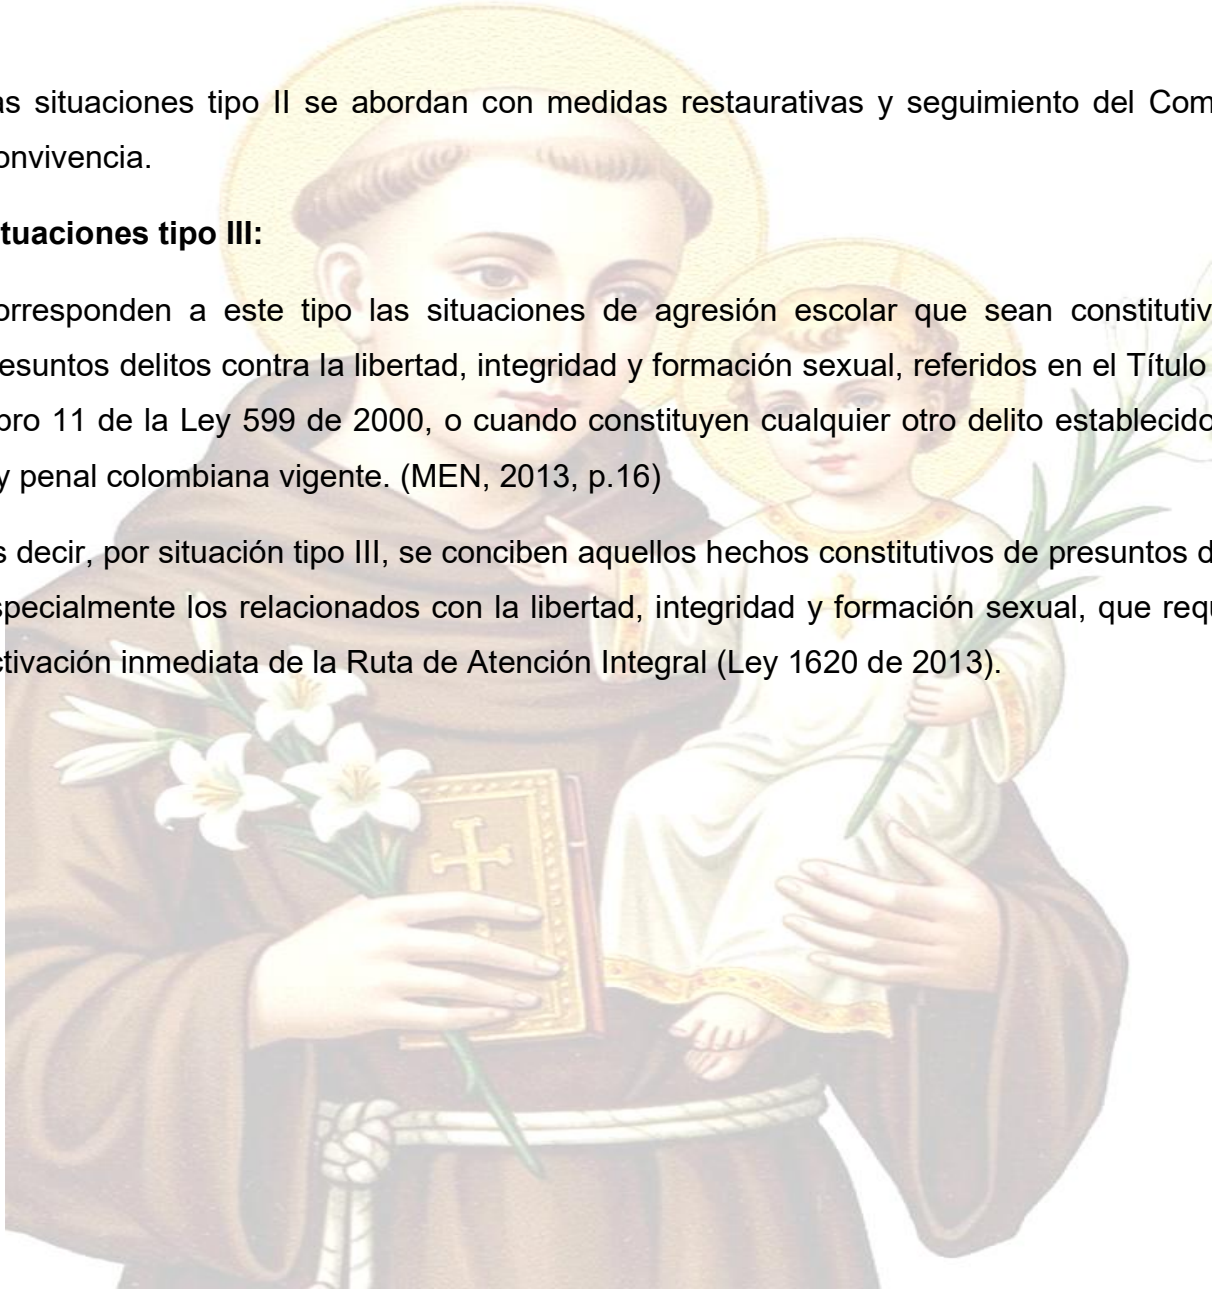 as situaciones tipo II se abordan con medidas restaurativas y seguimiento del Com
onvivencia.
tuaciones tipo III:
orresponden a este tipo las situaciones de agresión escolar que sean constitutiv
esuntos delitos contra la libertad, integridad y formación sexual, referidos en el Título
bro 11 de la Ley 599 de 2000, o cuando constituyen cualquier otro delito establecido
y penal colombiana vigente. (MEN, 2013, p.16)
s decir, por situación tipo III, se conciben aquellos hechos constitutivos de presuntos d
specialmente los relacionados con la libertad, integridad y formación sexual, que requ
ctivación inmediata de la Ruta de Atención Integral (Ley 1620 de 2013).